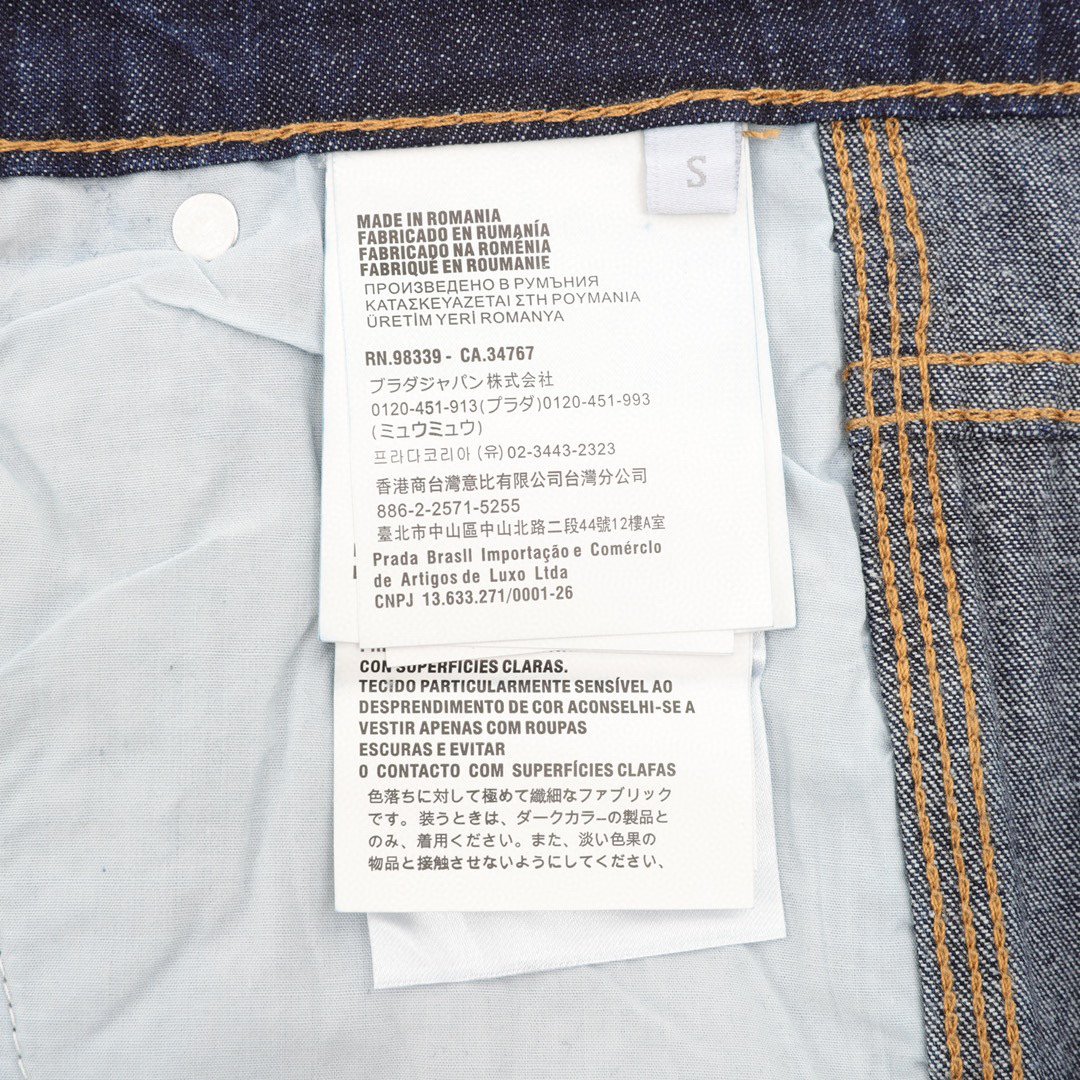 S
MADE IN ROMANIA
FABRICADO EN RUMANÍA
FABRICADO NA ROMÉNIA
FABRIQUÉ EN ROUMANIE
ПРОИЗВЕДЕНО В РУМЪНИЯ
ΚΑΤΑΣΚΕΥΑΖΕΤΑΙ ΣΤΗ ΡΟΥΜΑΝΙΑ
ÜRETİM YERİ ROMANYA
RN.98339 - CA.34767
ブラダジャパン株式会社
0120-451-913(プラダ)0120-451-993
(ミュウミュウ)
프라다코리아 (유) 02-3443-2323
香港商台灣意比有限公司台灣分公司
886-2-2571-5255
臺北市中山區中山北路二段44號12樓A室
Prada Brasll Importação e Comérclo
de Artigos de Luxo Ltda
CNPJ 13.633.271/0001-26
CON SUPERFICIES CLARAS.
TECIDO PARTICULARMENTE SENSÍVEL AO
DESPRENDIMENTO DE COR ACONSELHI-SE A
VESTIR APENAS COM ROUPAS
ESCURAS E EVITAR
O CONTACTO COM SUPERFÍCIES CLAFAS
色落ちに対して極めて繊細なファブリック
です。装うときは、ダークカラーの製品と
のみ、着用ください。また、淡い色果の
物品と接触させないようにしてください、